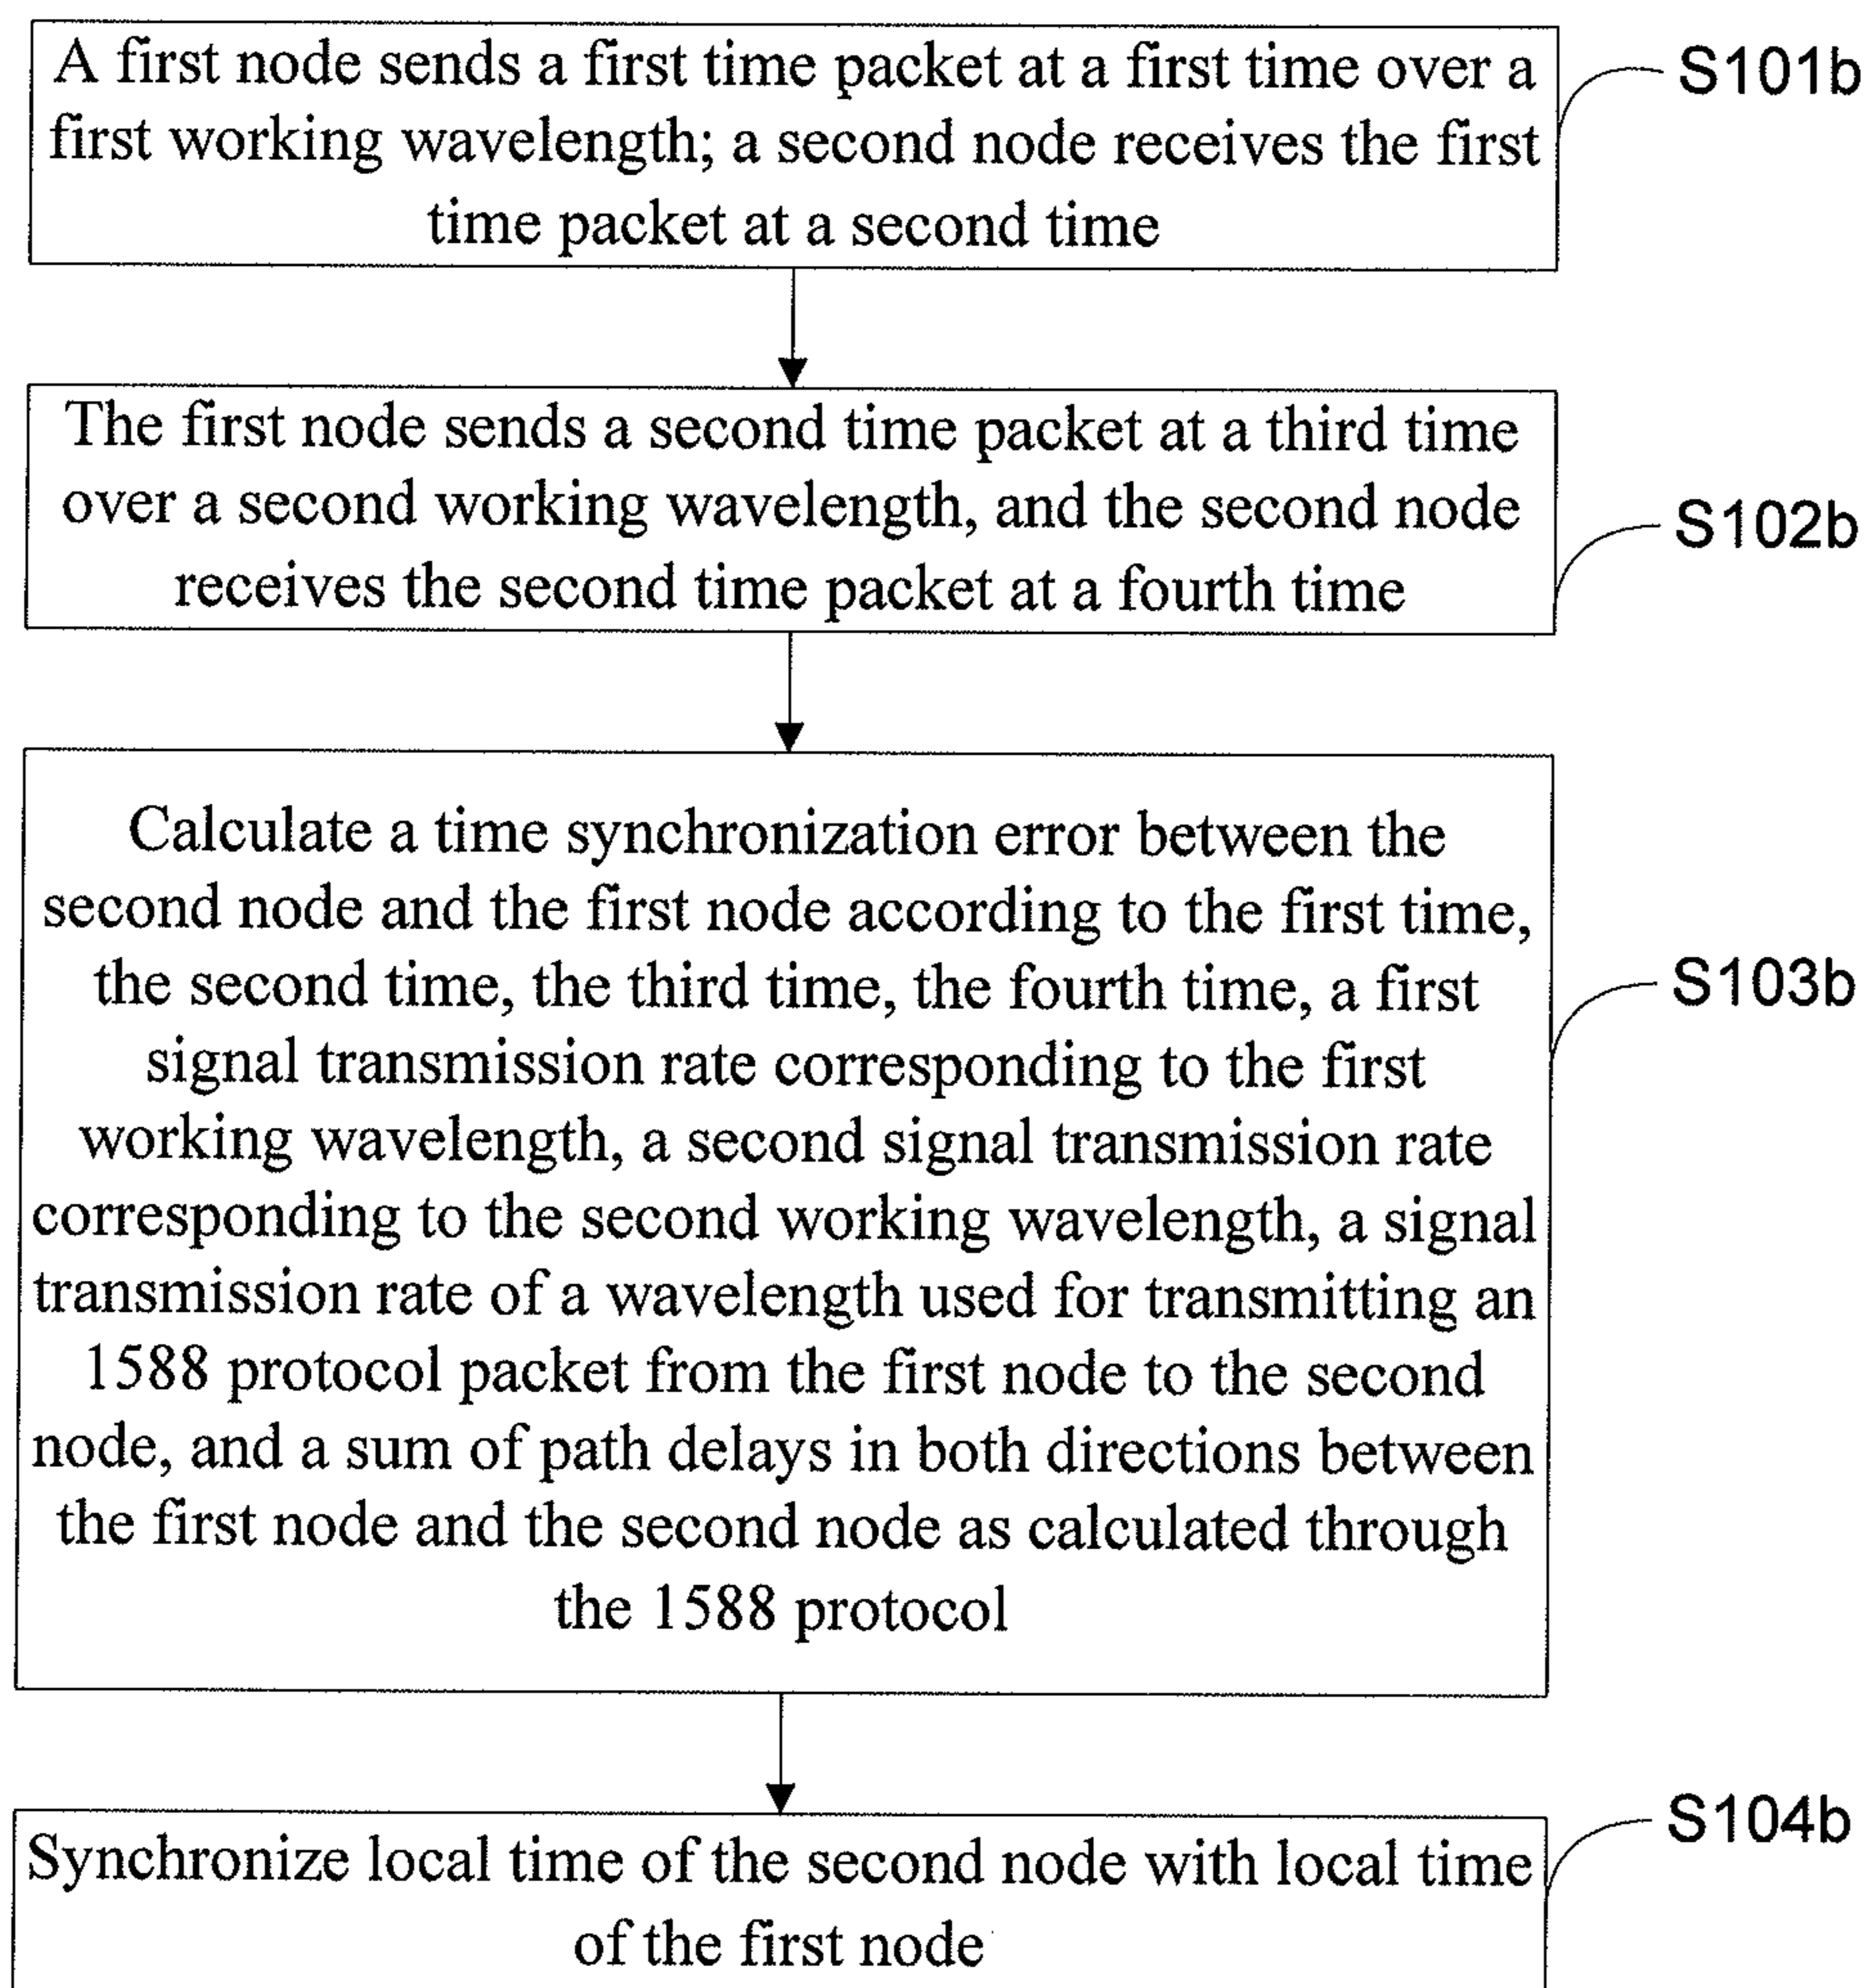 A first node sends a first time packet at a first time over a
first working wavelength; a second node receives the first
time packet at a second time
S101b
The first node sends a second time packet at a third time
over a second working wavelength, and the second node
receives the second time packet at a fourth time
S102b
Calculate a time synchronization error between the
second node and the first node according to the first time,
the second time, the third time, the fourth time, a first
signal transmission rate corresponding to the first
working wavelength, a second signal transmission rate
corresponding to the second working wavelength, a signal
transmission rate of a wavelength used for transmitting an
1588 protocol packet from the first node to the second
node, and a sum of path delays in both directions between
the first node and the second node as calculated through
the 1588 protocol
S103b
Synchronize local time of the second node with local time
of the first node
S104b